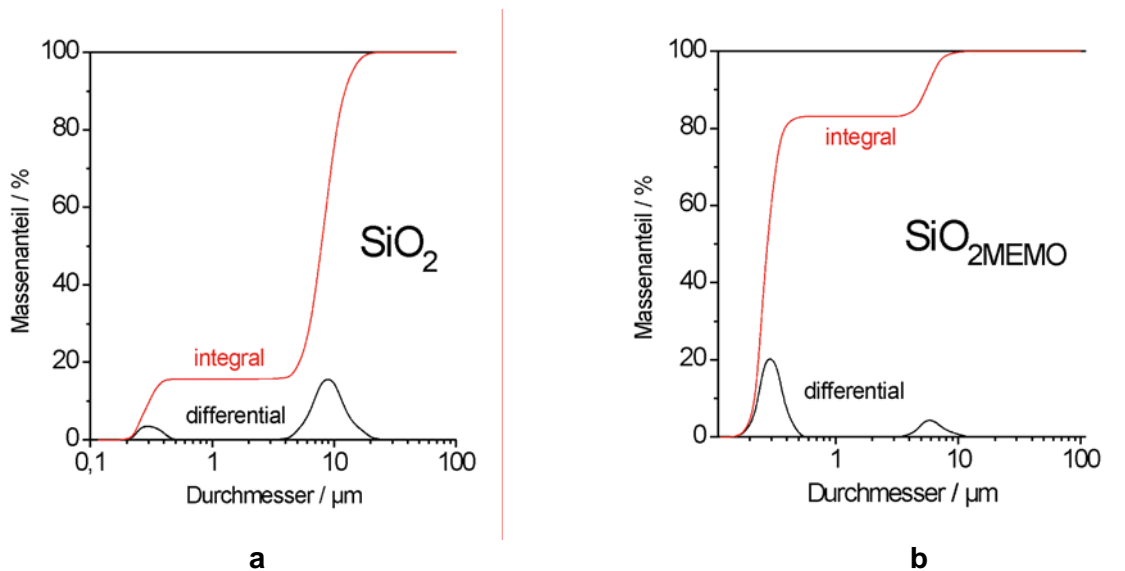 100
80
60
40
20
0
Massenanteil / %
integral
differential
SiO2
0,1
1
10
100
Durchmesser / µm
a
100
80
60
40
20
0
Massenanteil / %
integral
differential
SiO2MEMO
1
10
100
Durchmesser / µm
b